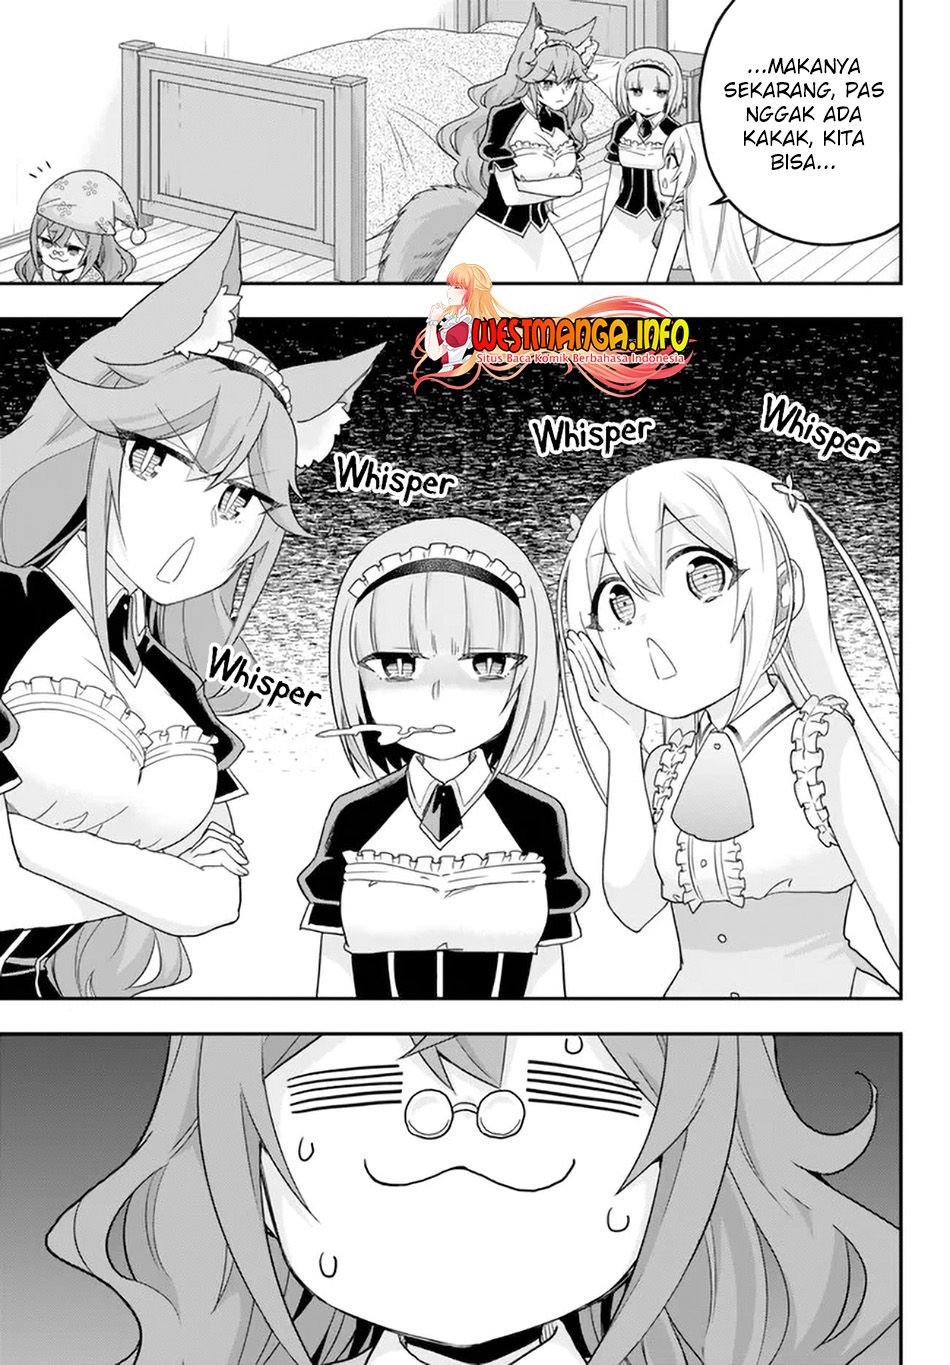 ...MAKANYA
SEKARANG, PAS
NGGAK ADA
KAKAK, KITA
BISA...
WESTMANGA.INFO
Situs Baca Komik Berbahasa Indonesia
Whisper
Whisper
Whisper
Whisper